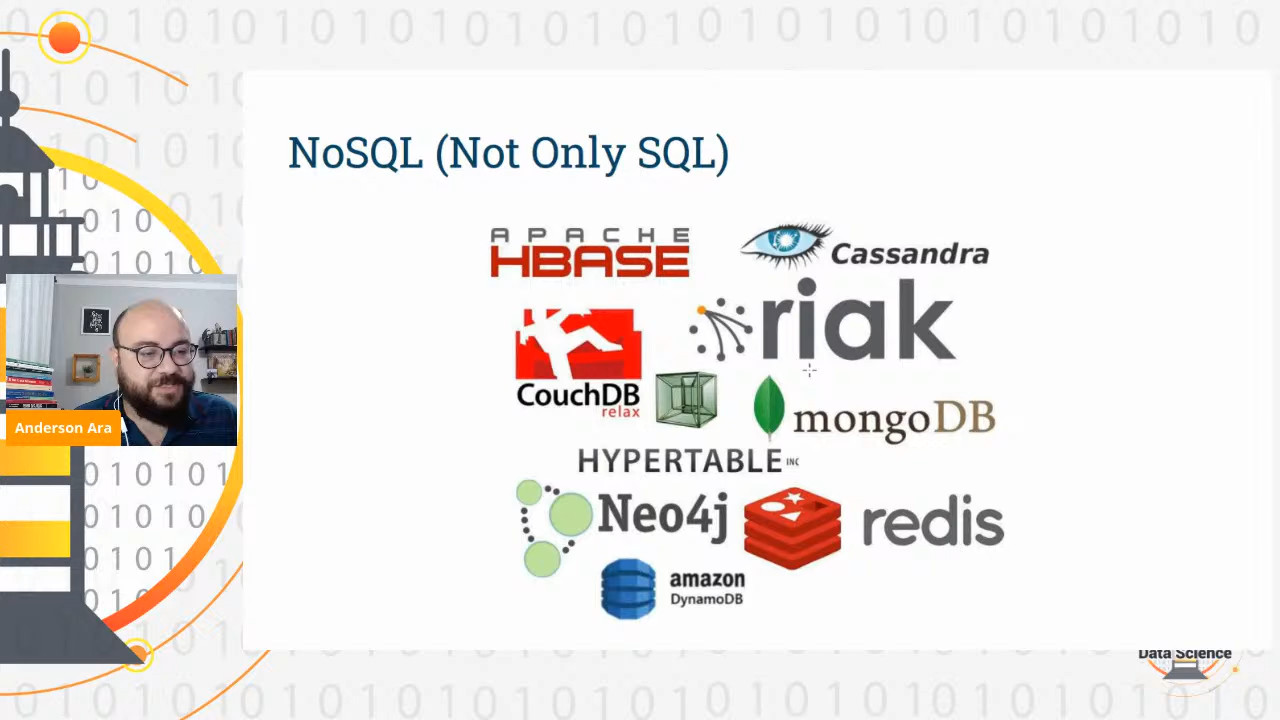 NoSQL (Not Only SQL)
APACHE
HBASE
Cassandra
riak
CouchDB
relax
mongoDB
HYPERTABLE INC
Neo4j
redis
amazon
DynamoDB
Anderson Ara
Data Science